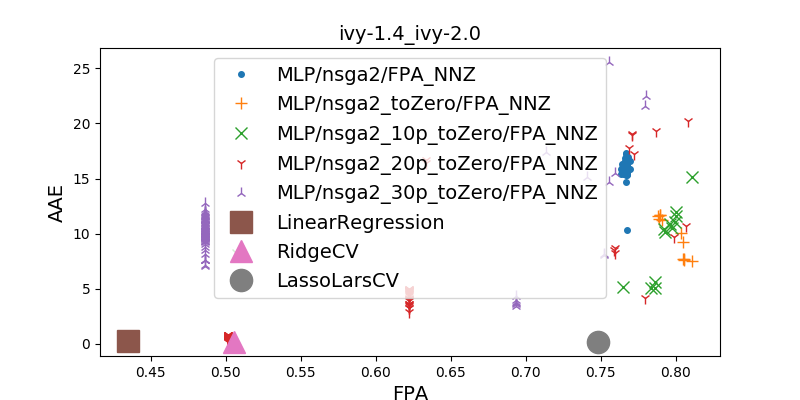 ivy-1.4_ivy-2.0
25
20
15
10
5
0
AAE
MLP/nsga2/FPA_NNZ
MLP/nsga2_toZero/FPA_NNZ
MLP/nsga2_10p_toZero/FPA_NNZ
MLP/nsga2_20p_toZero/FPA_NNZ
MLP/nsga2_30p_toZero/FPA_NNZ
LinearRegression
RidgeCV
LassoLarsCV
0.45 0.50 0.55 0.60 0.65 0.70 0.75 0.80
FPA